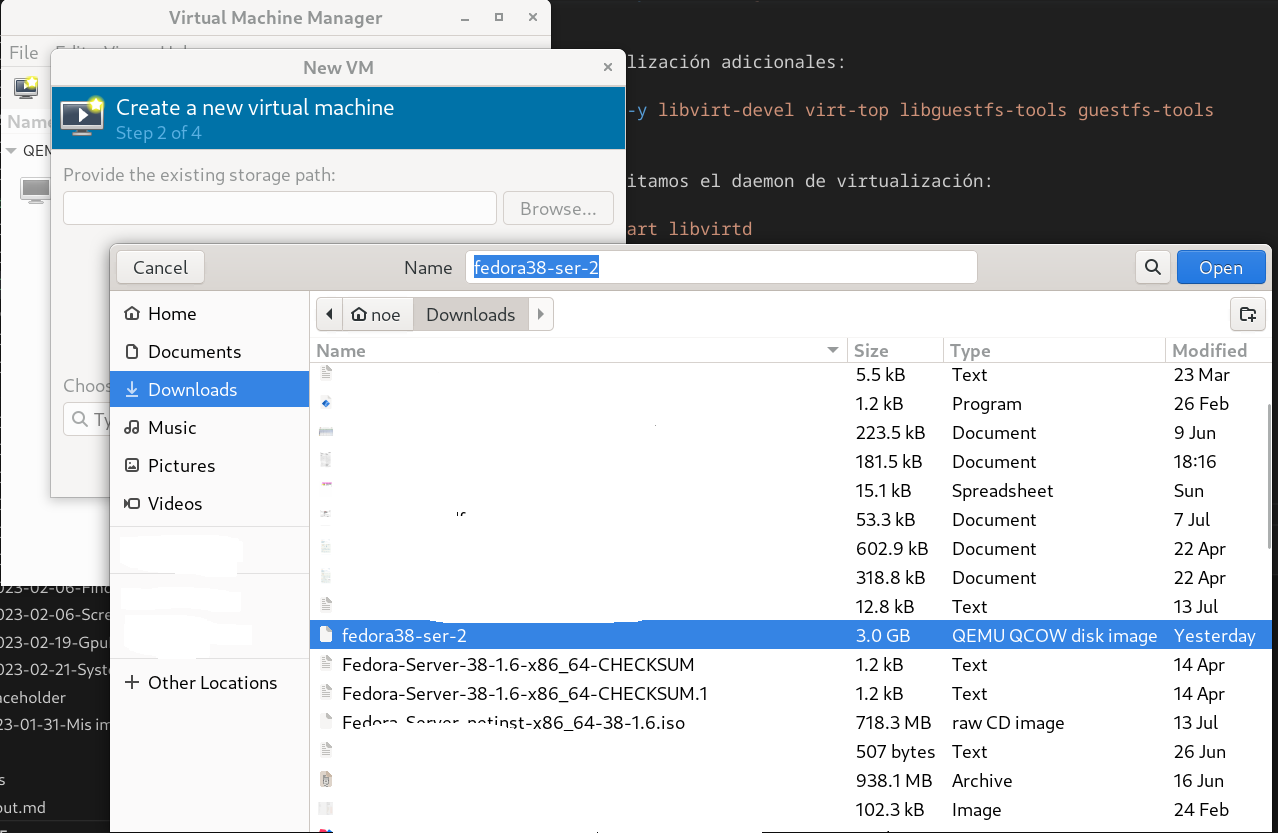 Virtual Machine Manager
File
New VM
Create a new virtual machine
Step 2 of 4
Name
QEM
Provide the existing storage path:
Browse...
Choos
lización adicionales:
-y libvirt-devel virt-top libguestfs-tools guestfs-tools
itamos el daemon de virtualización:
art libvirtd
Cancel
Name
fedora38-ser-2
Open
Home
Documents
Downloads
Music
Pictures
Videos
+ Other Locations
noe
Downloads
Name Size Type Modified
5.5 kB Text 23 Mar
1.2 kB Program 26 Feb
223.5 kB Document 9 Jun
181.5 kB Document 18:16
15.1 kB Spreadsheet Sun
53.3 kB Document 7 Jul
602.9 kB Document 22 Apr
318.8 kB Document 22 Apr
12.8 kB Text 13 Jul
fedora38-ser-2 3.0 GB QEMU QCOW disk image Yesterday
Fedora-Server-38-1.6-x86_64-CHECKSUM 1.2 kB Text 14 Apr
Fedora-Server-38-1.6-x86_64-CHECKSUM.1 1.2 kB Text 14 Apr
Fedora-Server-netinst-x86_64-38-1.6.iso 718.3 MB raw CD image 13 Jul
507 bytes Text 26 Jun
938.1 MB Archive 16 Jun
102.3 kB Image 24 Feb
023-02-06-Find
023-02-06-Scre
023-02-19-Gpu
023-02-21-Syst
aceholder
23-01-31-Mis im
s
out.md